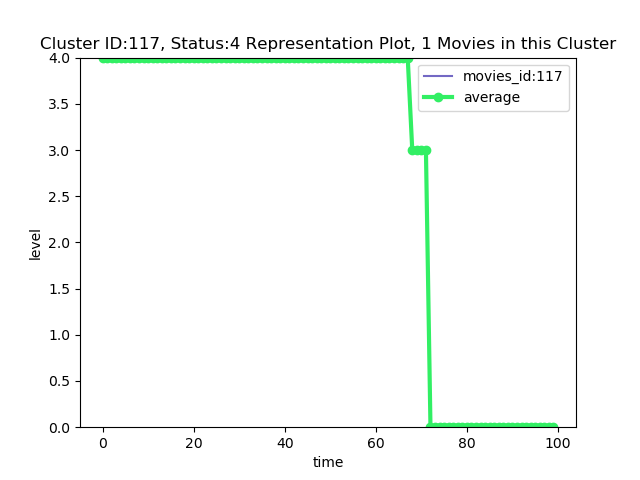 Cluster ID:117, Status:4 Representation Plot, 1 Movies in this Cluster
movies_id:117
average
4.0
3.5
3.0
2.5
2.0
1.5
1.0
0.5
0.0
level
0 20 40 60 80 100
time